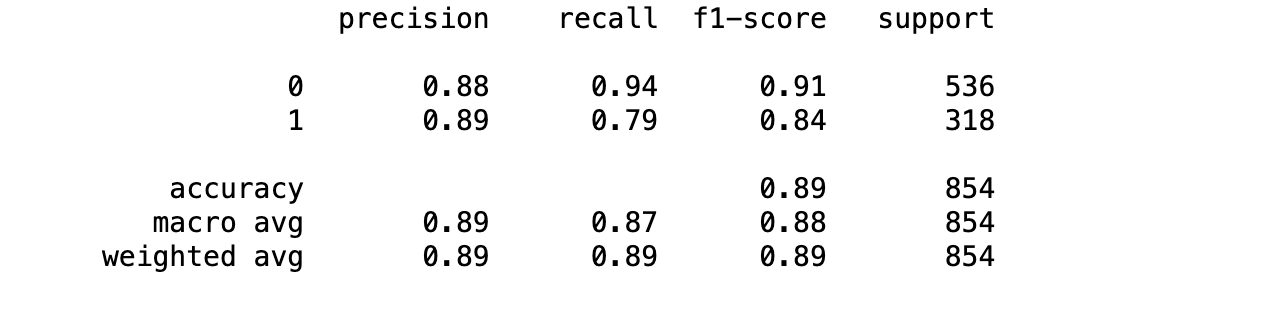 precision recall f1-score support
0 0.88 0.94 0.91 536
1 0.89 0.79 0.84 318
accuracy 0.89 854
macro avg 0.89 0.87 0.88 854
weighted avg 0.89 0.89 0.89 854